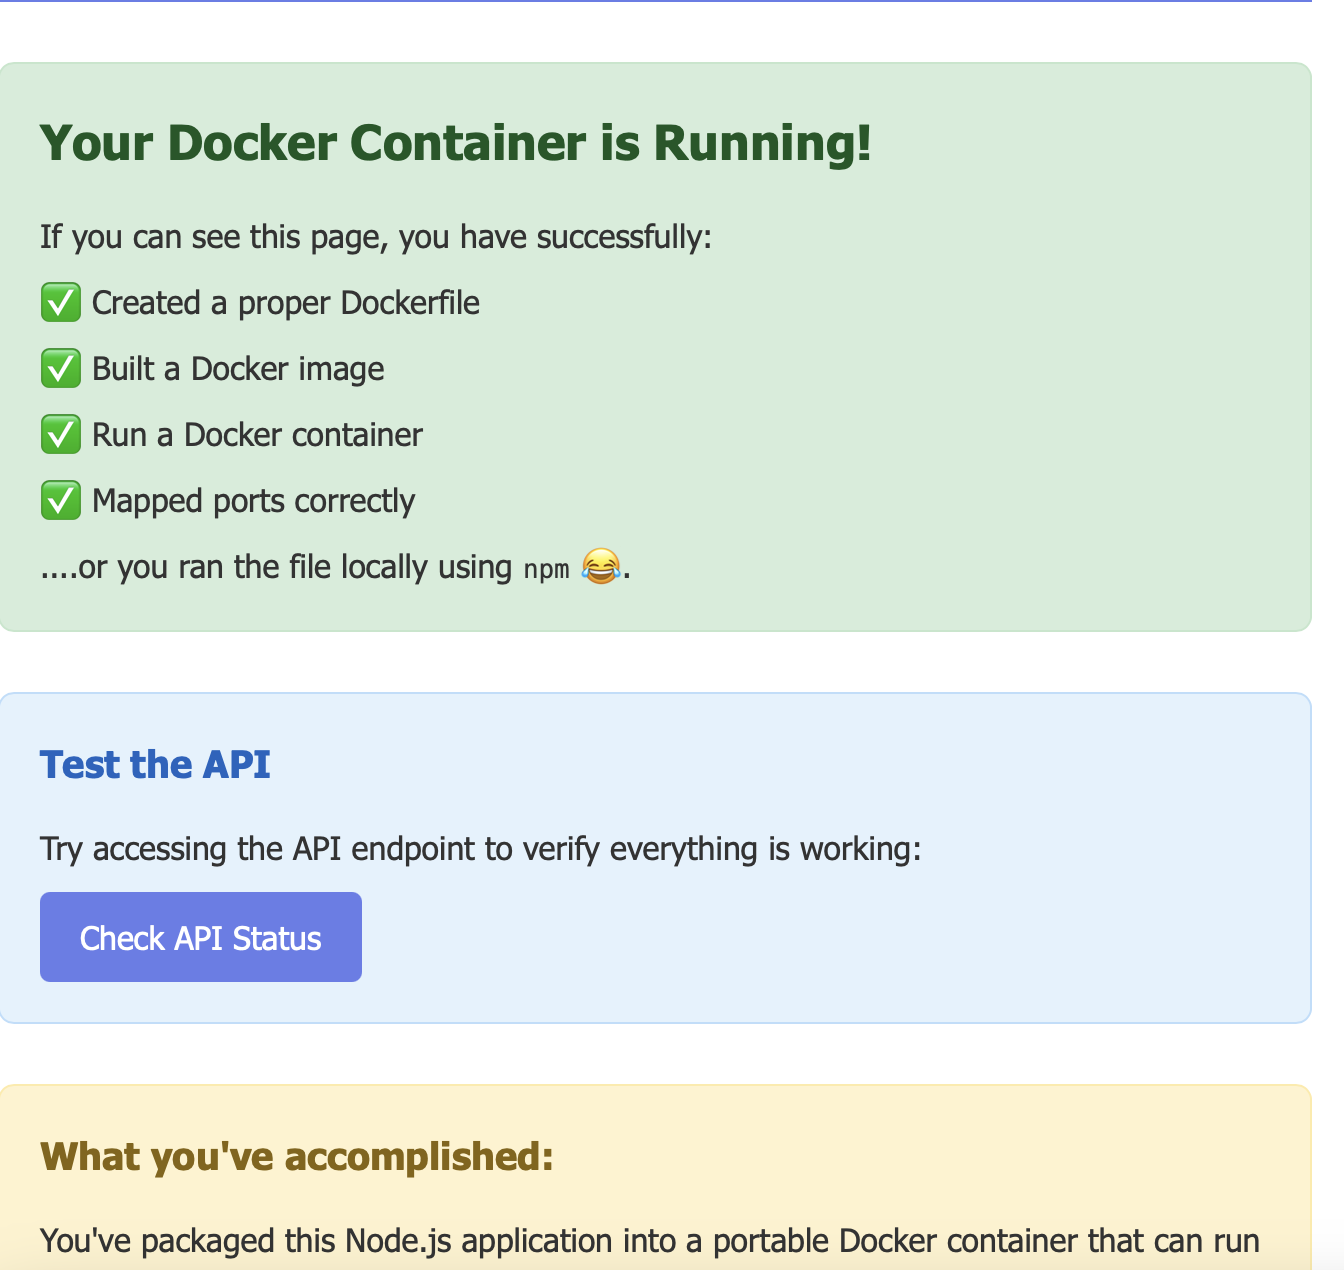 Your Docker Container is Running!
If you can see this page, you have successfully:
✅ Created a proper Dockerfile
✅ Built a Docker image
✅ Run a Docker container
✅ Mapped ports correctly
....or you ran the file locally using npm 😂.
Test the API
Try accessing the API endpoint to verify everything is working:
Check API Status
What you've accomplished:
You've packaged this Node.js application into a portable Docker container that can run